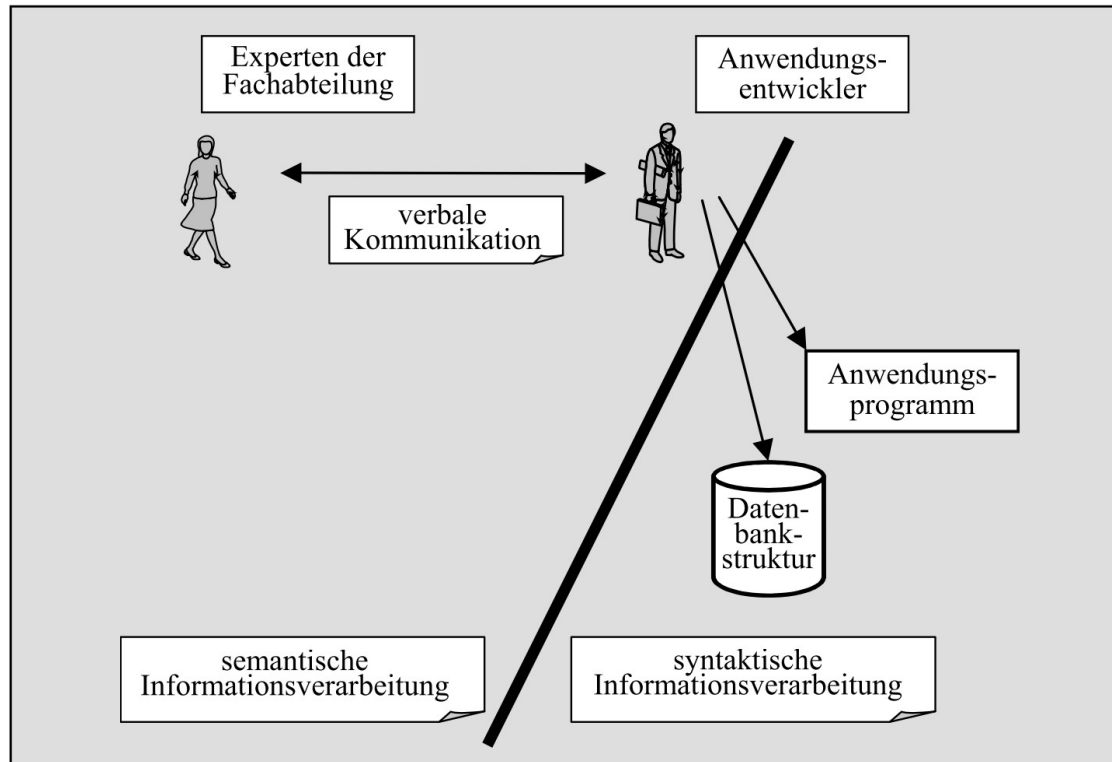 Experten der
Fachabteilung
Anwendungs-
entwickler
verbale
Kommunikation
Anwendungs-
programm
Daten-
bank-
struktur
semantische
Informationsverarbeitung
syntaktische
Informationsverarbeitung